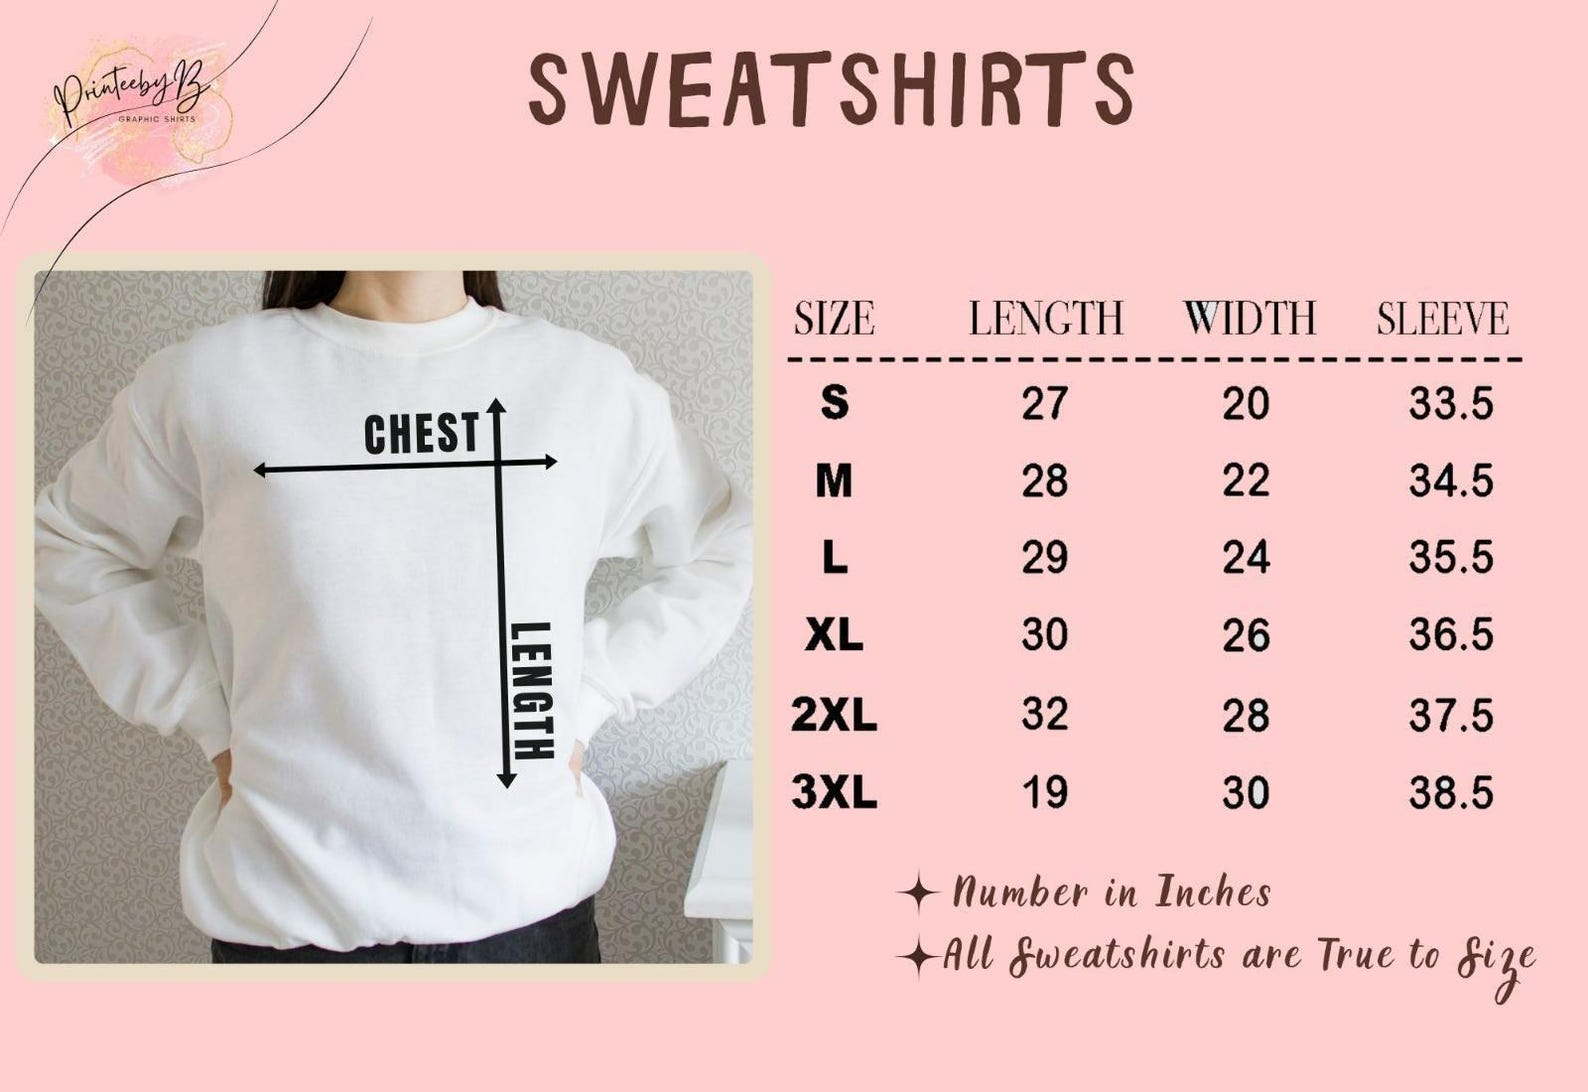 PrinteebyB
GRAPHIC SHIRTS
SWEATSHIRTS
CHEST
LENGTH
SIZE LENGTH WIDTH SLEEVE
S 27 20 33.5
M 28 22 34.5
L 29 24 35.5
XL 30 26 36.5
2XL 32 28 37.5
3XL 19 30 38.5
Number in Inches
All Sweatshirts are True to Size